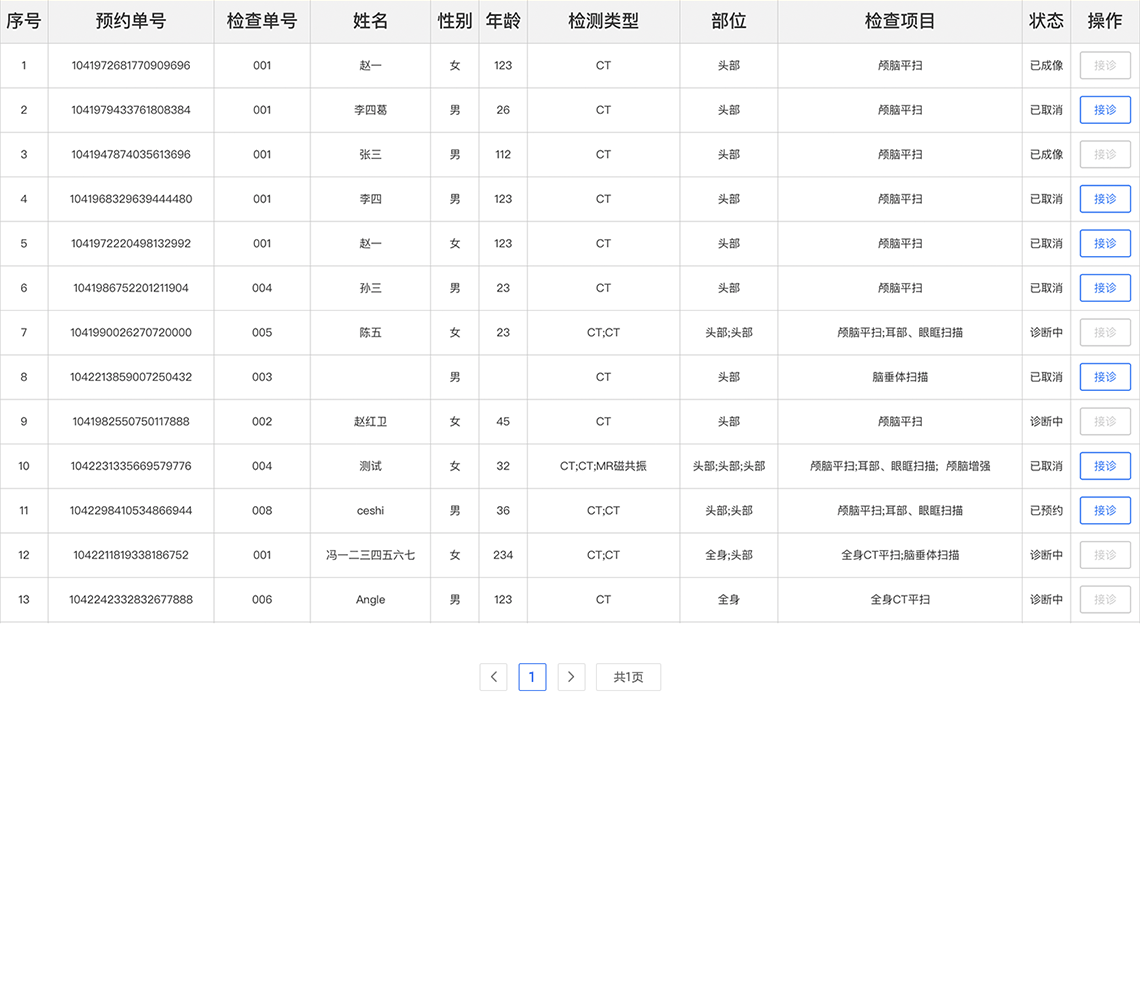 序号 预约单号 检查单号 姓名 性别 年龄 检测类型 部位 检查项目 状态 操作
1 1041972681770909696 001 赵一 女 123 CT 头部 颅脑平扫 已成像 接诊
2 1041979433761808384 001 李四葛 男 26 CT 头部 颅脑平扫 已取消 接诊
3 1041947874035613696 001 张三 男 112 CT 头部 颅脑平扫 已成像 接诊
4 1041968329639444480 001 李四 男 123 CT 头部 颅脑平扫 已取消 接诊
5 1041972220498132992 001 赵一 女 123 CT 头部 颅脑平扫 已取消 接诊
6 1041986752201211904 004 孙三 男 23 CT 头部 颅脑平扫 已取消 接诊
7 1041990026270720000 005 陈五 女 23 CT;CT 头部;头部 颅脑平扫;耳部、眼眶扫描 诊断中 接诊
8 1042213859007250432 003 男 CT 头部 脑垂体扫描 已取消 接诊
9 1041982550750117888 002 赵红卫 女 45 CT 头部 颅脑平扫 诊断中 接诊
10 1042231335669579776 004 测试 女 32 CT;CT;MR磁共振 头部;头部;头部 颅脑平扫;耳部、眼眶扫描；颅脑增强 已取消 接诊
11 1042298410534866944 008 ceshi 男 36 CT;CT 头部;头部 颅脑平扫;耳部、眼眶扫描 已预约 接诊
12 1042211819338186752 001 冯一二三四五六七 女 234 CT;CT 全身;头部 全身CT平扫;脑垂体扫描 诊断中 接诊
13 1042242332832677888 006 Angle 男 123 CT 全身 全身CT平扫 诊断中 接诊
1 共1页